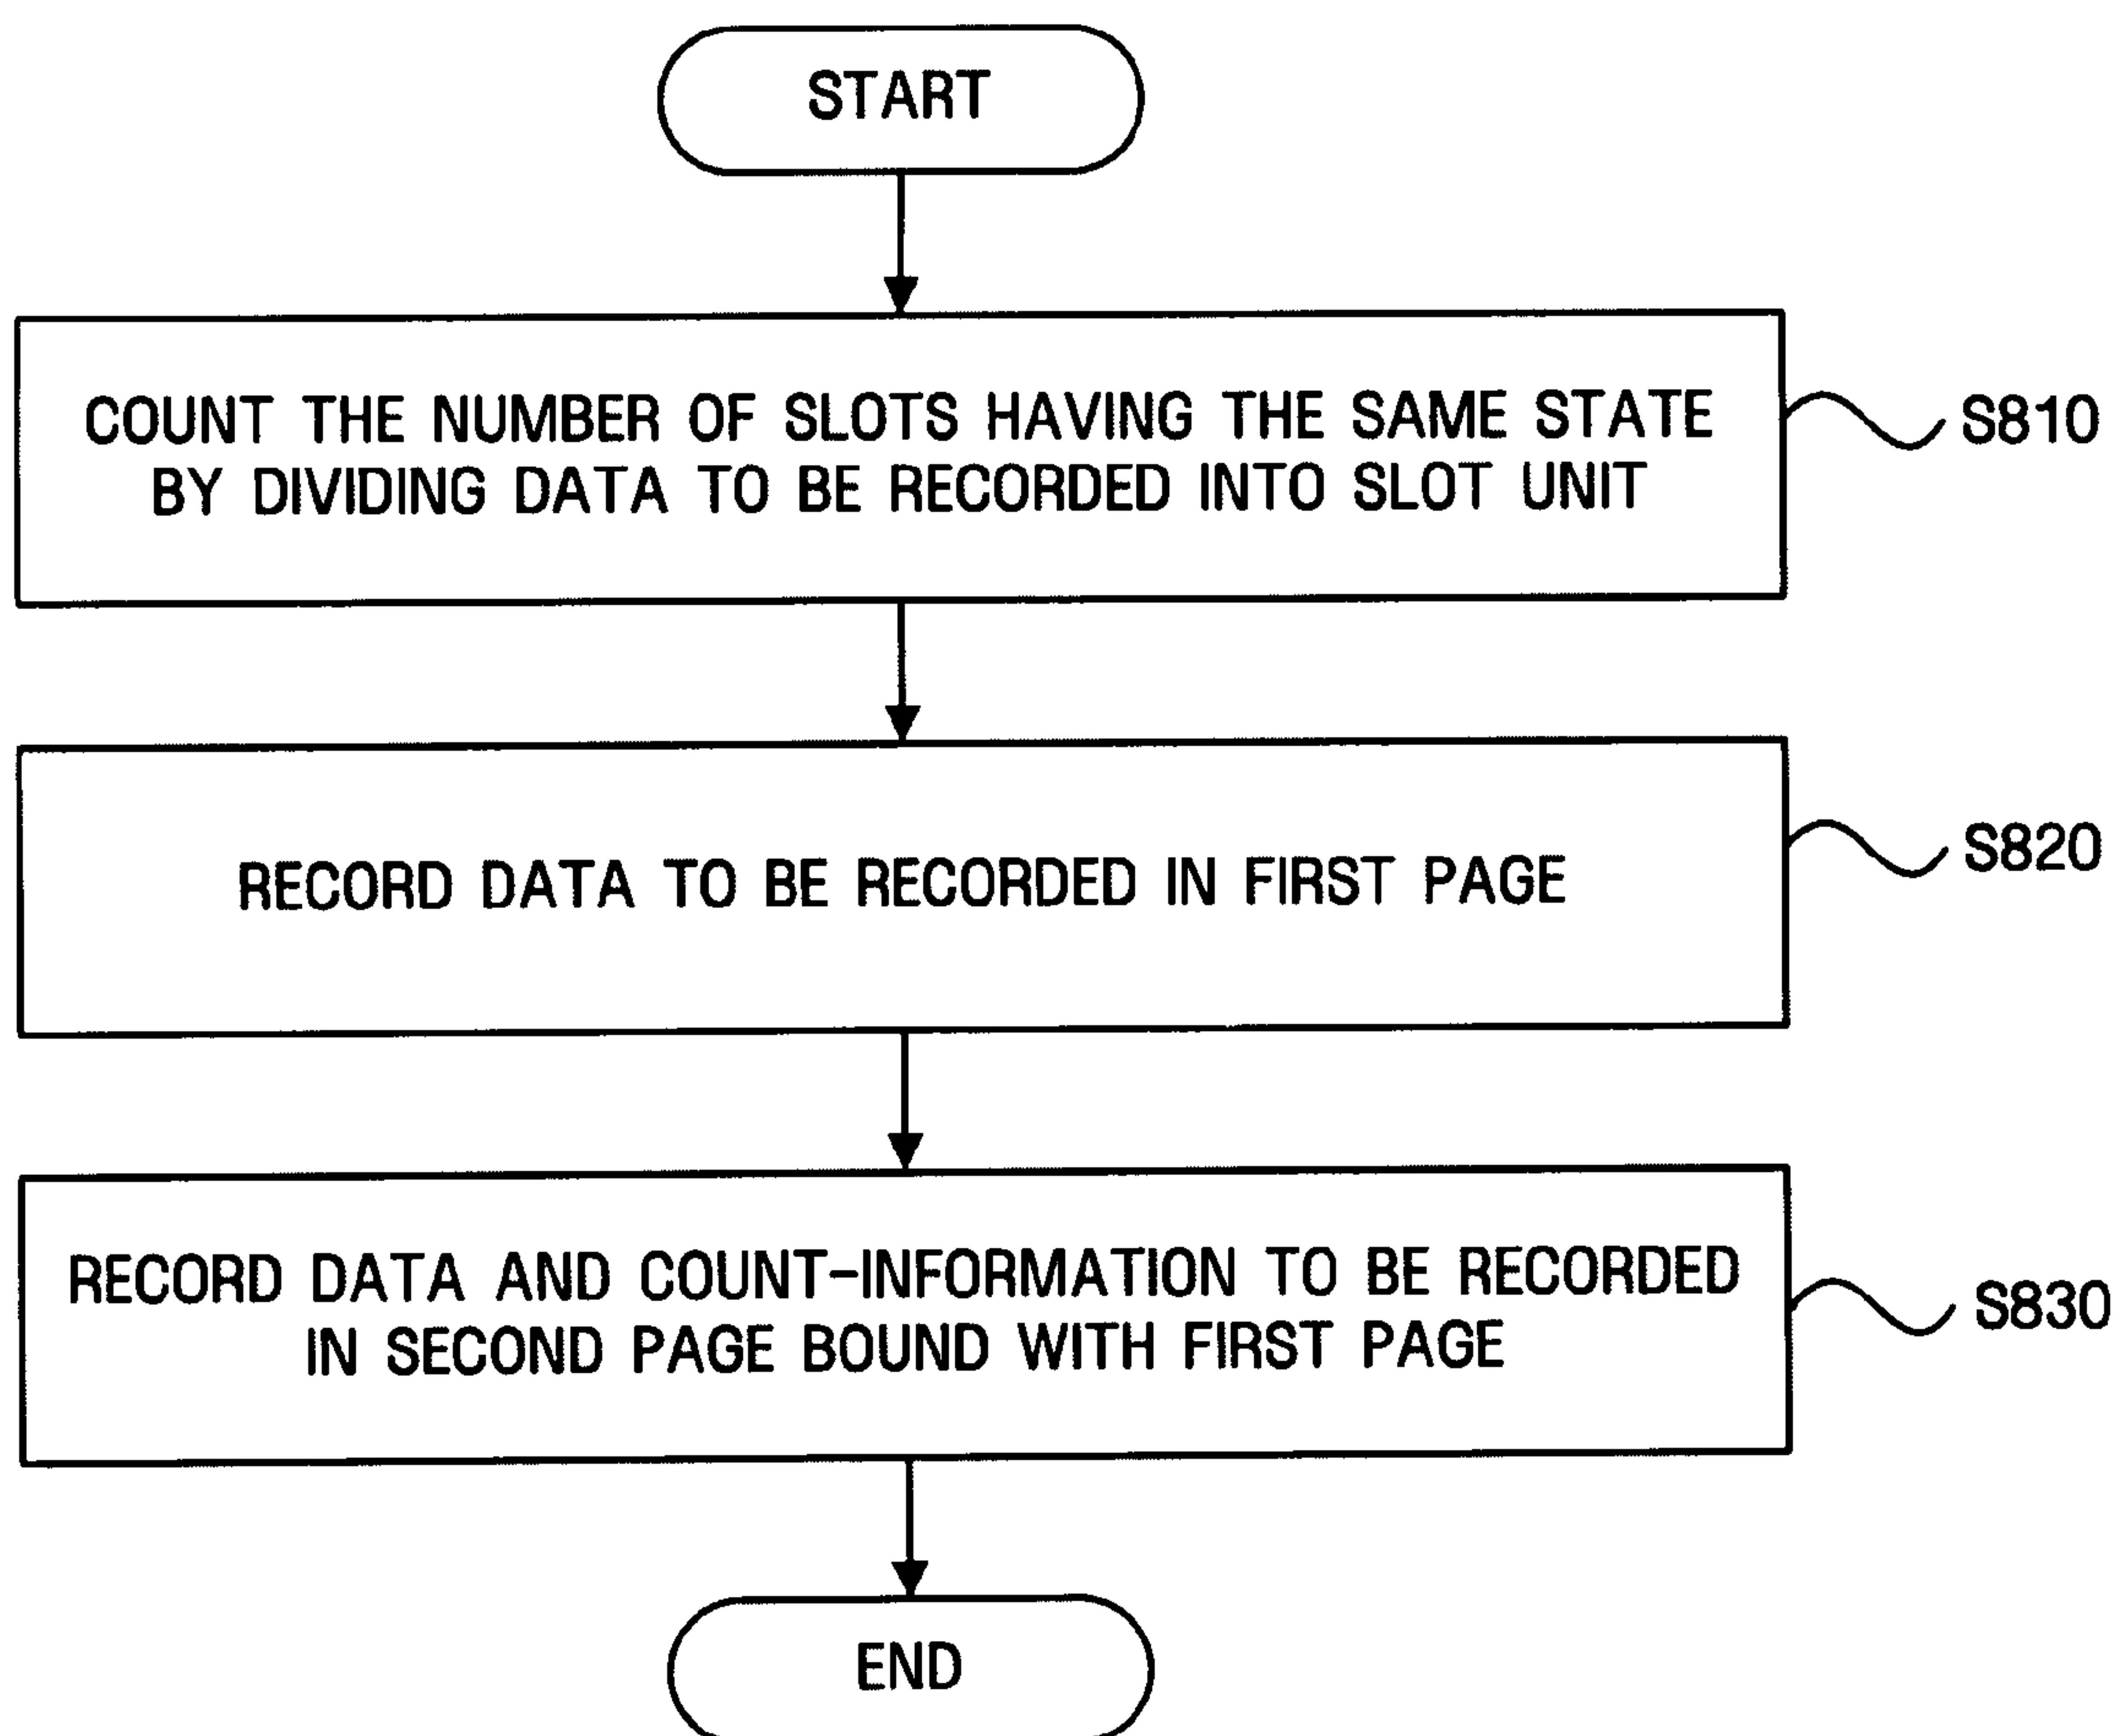 START
COUNT THE NUMBER OF SLOTS HAVING THE SAME STATE
BY DIVIDING DATA TO BE RECORDED INTO SLOT UNIT
S810
RECORD DATA TO BE RECORDED IN FIRST PAGE
S820
RECORD DATA AND COUNT-INFORMATION TO BE RECORDED
IN SECOND PAGE BOUND WITH FIRST PAGE
S830
END